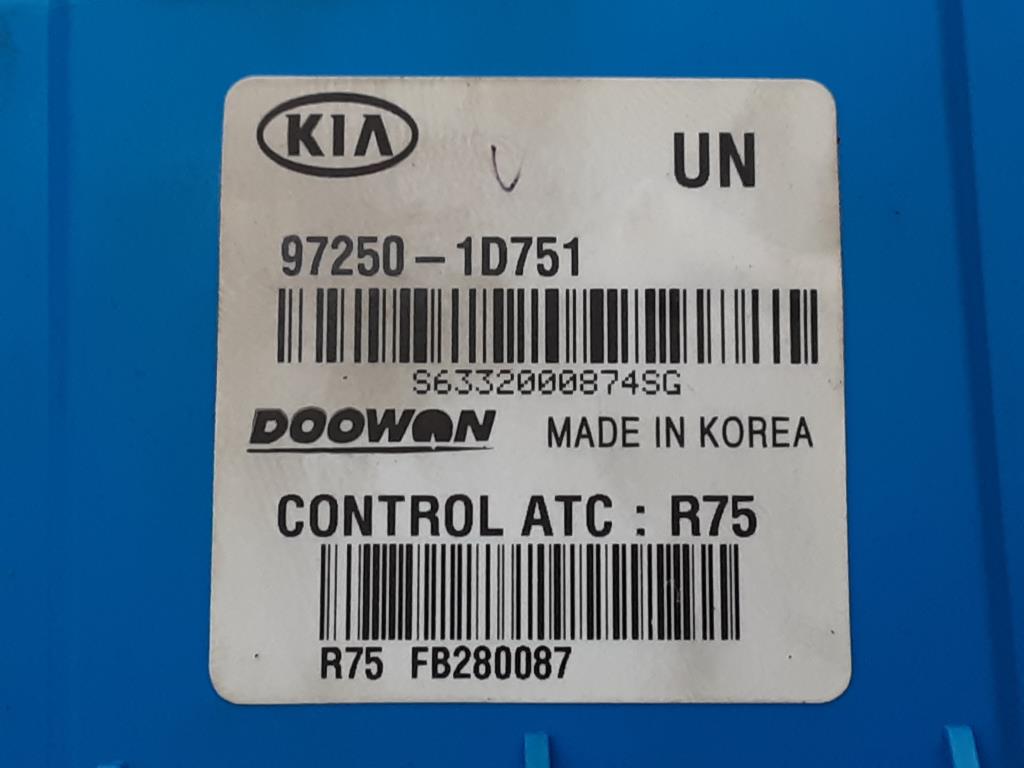 KIA UN
97250-1D751
S6332000874SG
DOOWON MADE IN KOREA
CONTROL ATC : R75
R75 FB280087